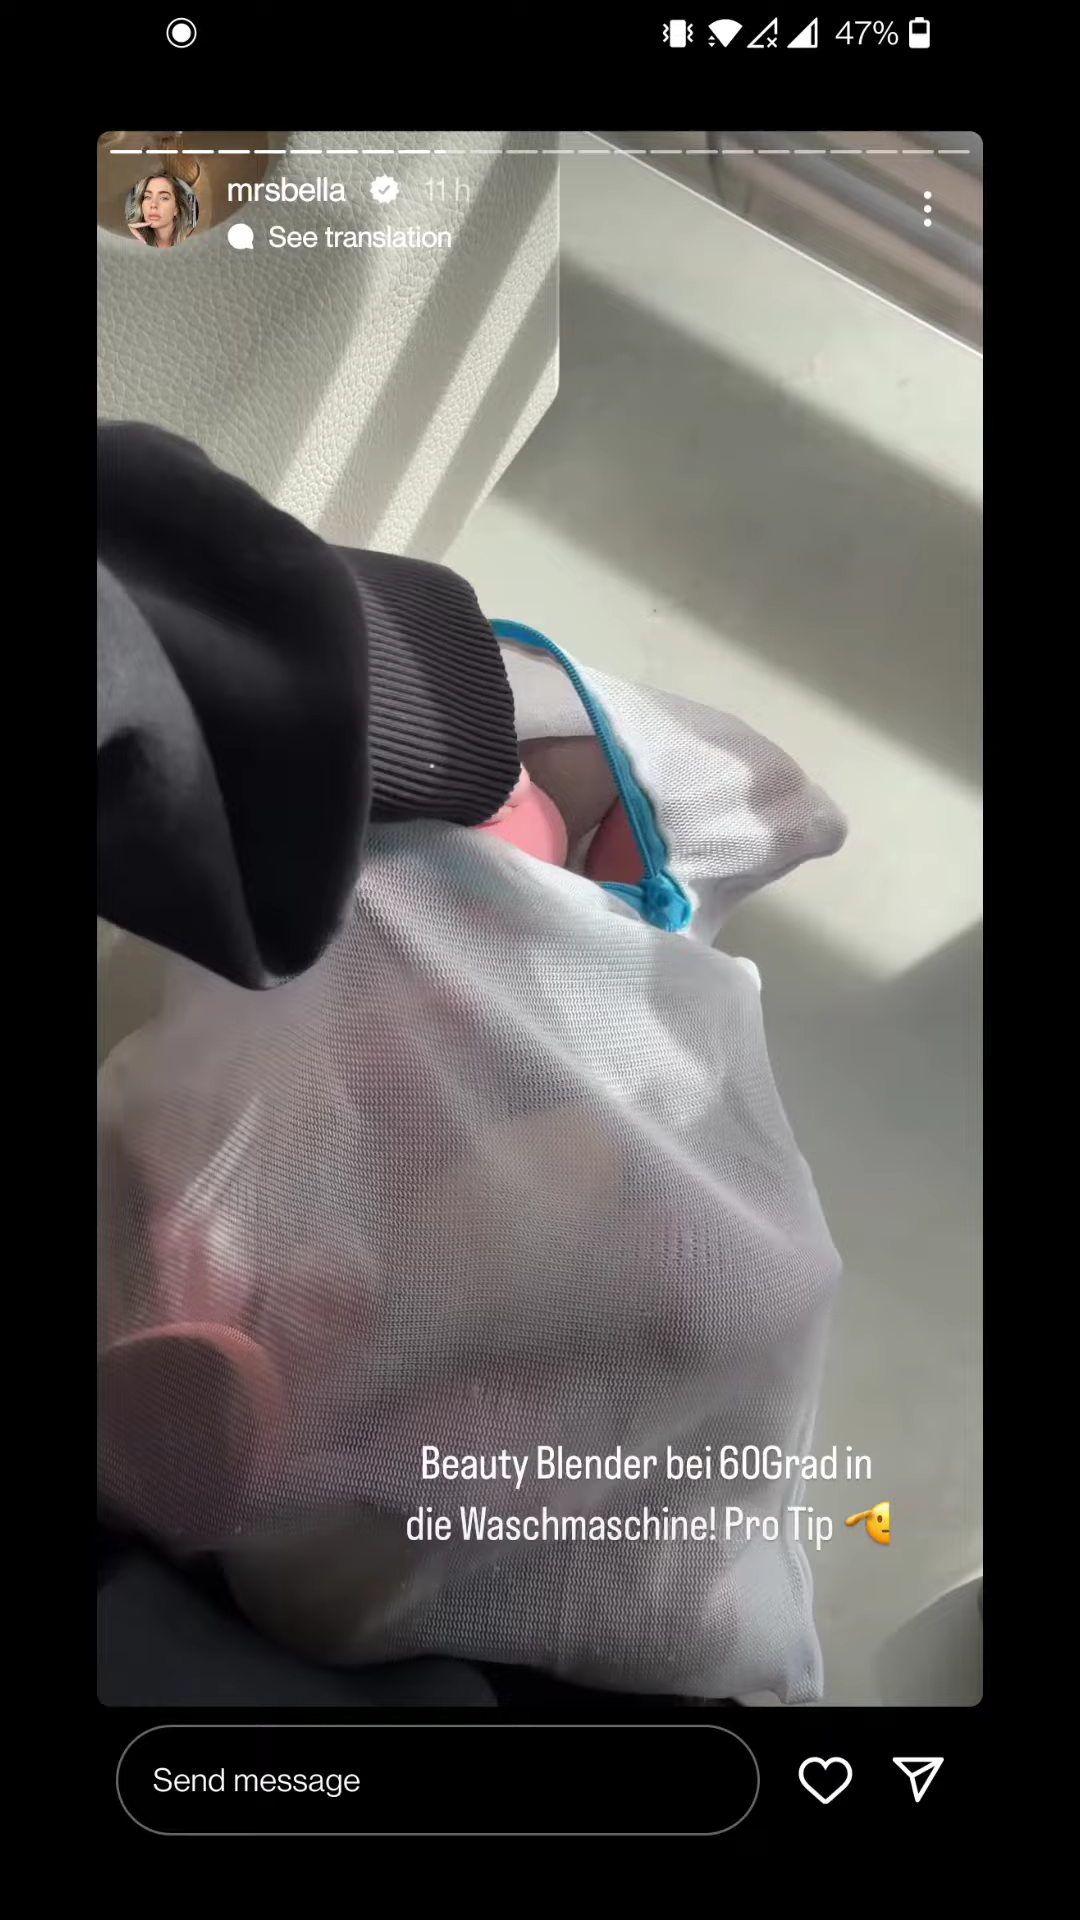 47%
mrsbella 11 h
See translation
Beauty Blender bei 60Grad in
die Waschmaschine! Pro Tip
Send message